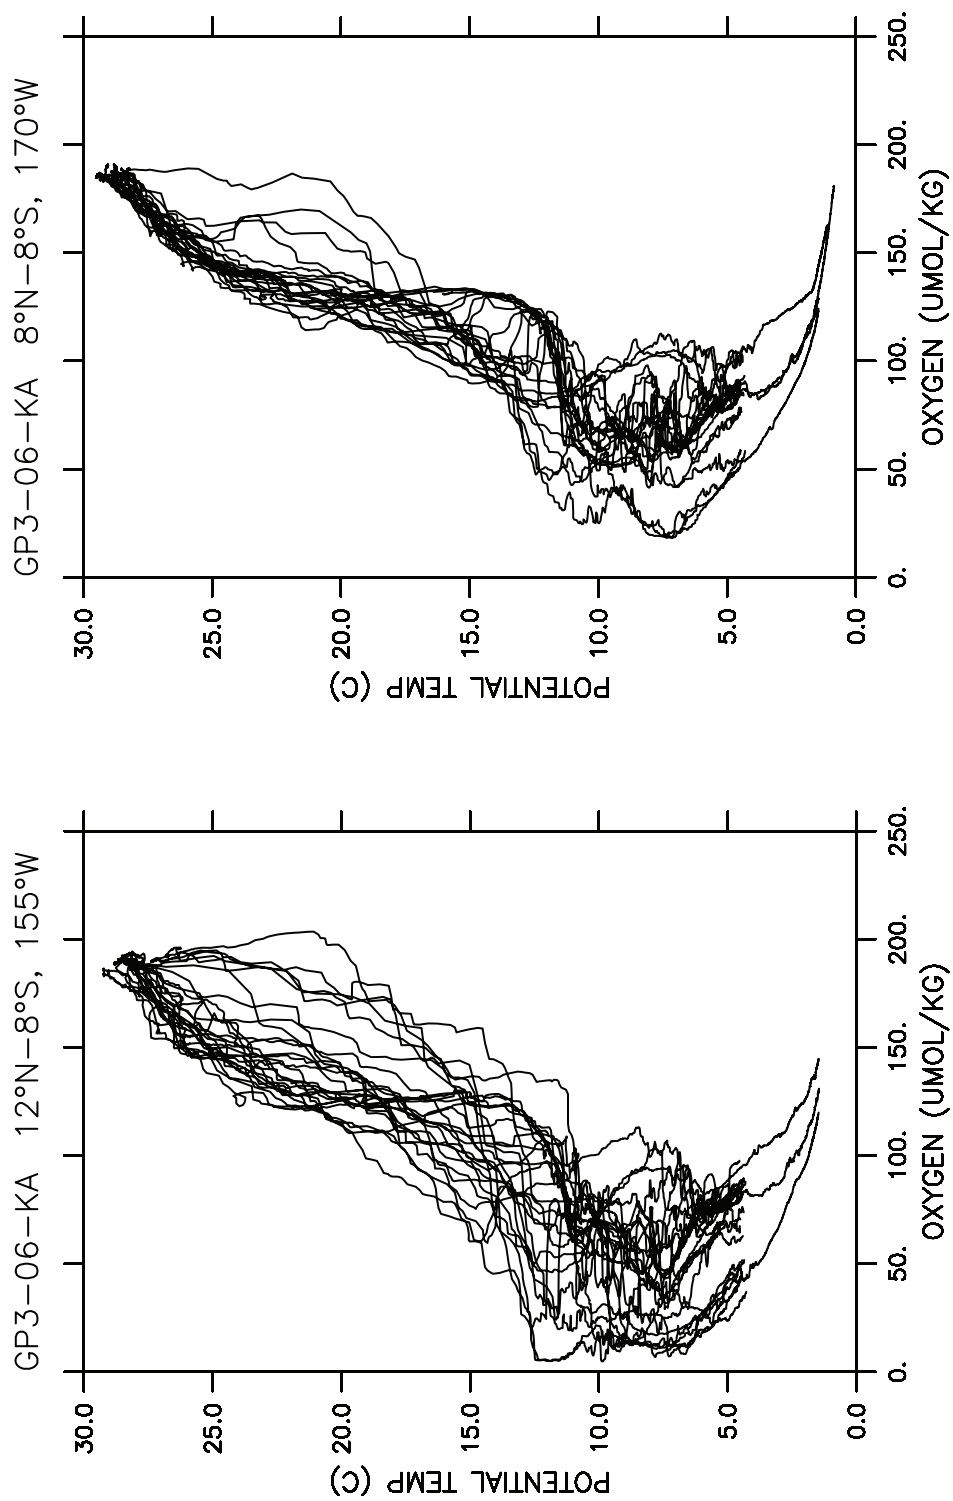 GP3-06-KA 12°N-8°S, 155°W
POTENTIAL TEMP (C)
30.0 25.0 20.0 15.0 10.0 5.0 0.0
0. 50. 100. 150. 200. 250.
OXYGEN (UMOL/KG)
GP3-06-KA 8°N-8°S, 170°W
POTENTIAL TEMP (C)
30.0 25.0 20.0 15.0 10.0 5.0 0.0
0. 50. 100. 150. 200. 250.
OXYGEN (UMOL/KG)